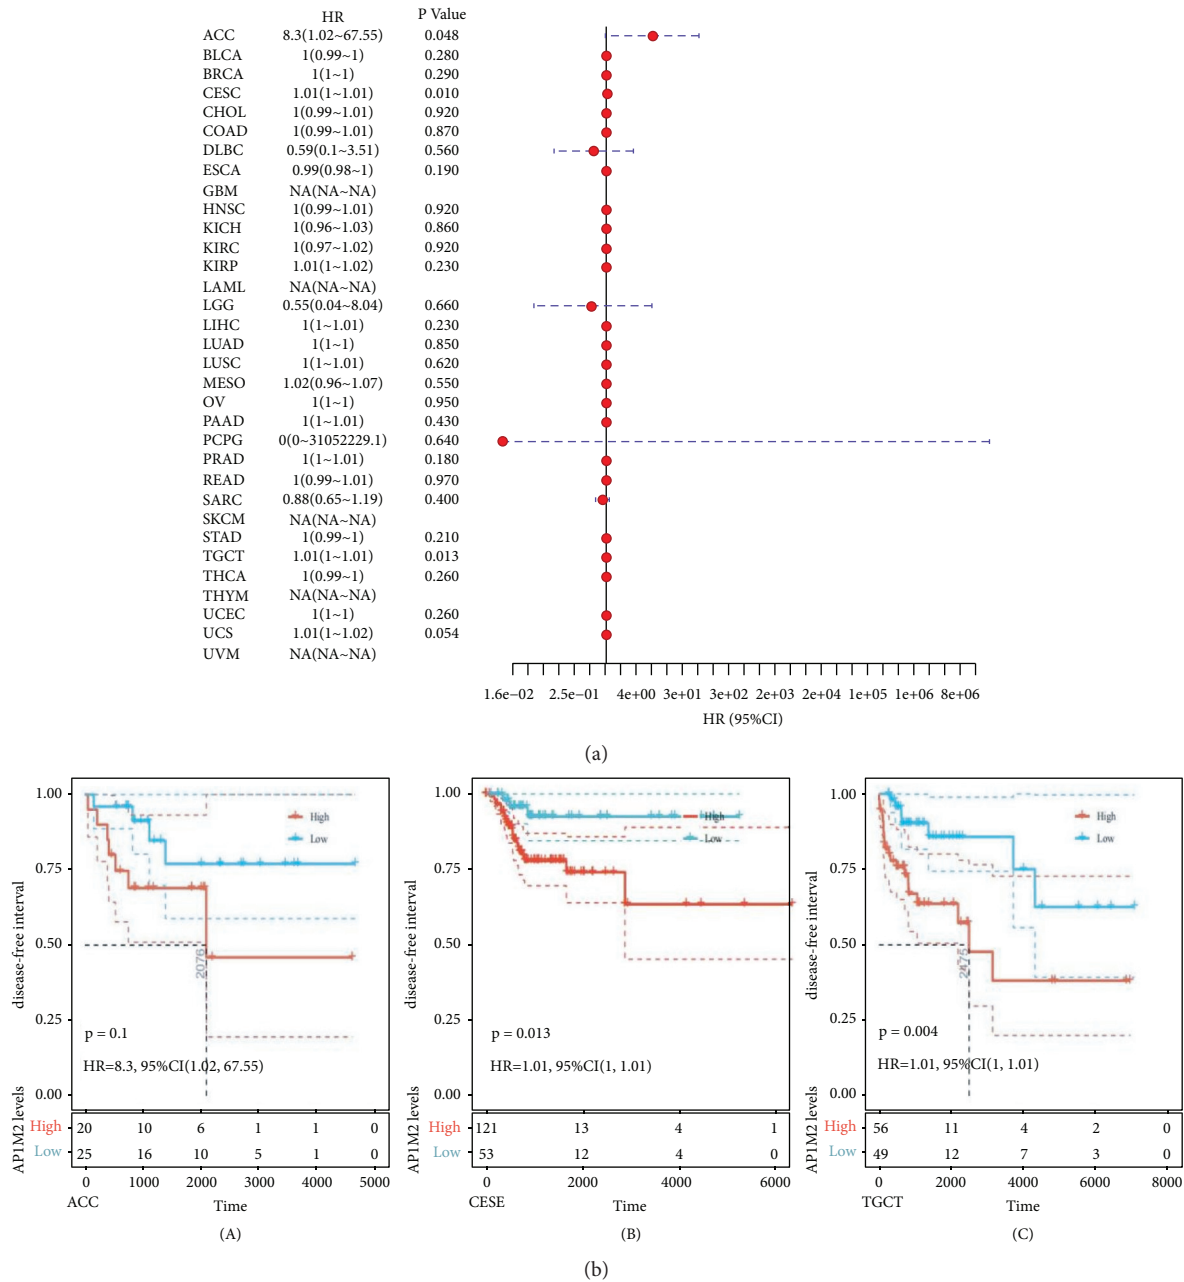 HR P Value
ACC 8.3(1.02~67.55) 0.048
BLCA 1(0.99~1) 0.280
BRCA 1(1~1) 0.290
CESC 1.01(1~1.01) 0.010
CHOL 1(0.99~1.01) 0.920
COAD 1(0.99~1.01) 0.870
DLBC 0.59(0.1~3.51) 0.560
ESCA 0.99(0.98~1) 0.190
GBM NA(NA~NA)
HNSC 1(0.99~1.01) 0.920
KICH 1(0.96~1.03) 0.860
KIRC 1(0.97~1.02) 0.920
KIRP 1.01(1~1.02) 0.230
LAML NA(NA~NA)
LGG 0.55(0.04~8.04) 0.660
LIHC 1(1~1.01) 0.230
LUAD 1(1~1) 0.850
LUSC 1(1~1.01) 0.620
MESO 1.02(0.96~1.07) 0.550
OV 1(1~1) 0.950
PAAD 1(1~1.01) 0.430
PCPG 0(0~31052229.1) 0.640
PRAD 1(1~1.01) 0.180
READ 1(0.99~1.01) 0.970
SARC 0.88(0.65~1.19) 0.400
SKCM NA(NA~NA)
STAD 1(0.99~1) 0.210
TGCT 1.01(1~1.01) 0.013
THCA 1(0.99~1) 0.260
THYM NA(NA~NA)
UCEC 1(1~1) 0.260
UCS 1.01(1~1.02) 0.054
UVM NA(NA~NA)
1.6e−02 2.5e−01 4e+00 3e+01 3e+02 2e+03 2e+04 1e+05 1e+06 8e+06
HR (95%CI)
(a)
disease-free interval
1.00
0.75
0.50
0.25
0.00
High
Low
2076
p = 0.1
HR=8.3, 95%CI(1.02, 67.55)
AP1M2 levels
High 20 10 6 1 1 0
Low 25 16 10 5 1 0
0 1000 2000 3000 4000 5000
ACC Time
(A)
disease-free interval
1.00
0.75
0.50
0.25
0.00
High
Low
p = 0.013
HR=1.01, 95%CI(1, 1.01)
AP1M2 levels
High 121 13 4 1
Low 53 12 4 0
0 2000 4000 6000
CESE Time
(B)
disease-free interval
1.00
0.75
0.50
0.25
0.00
High
Low
2475
p = 0.004
HR=1.01, 95%CI(1, 1.01)
AP1M2 levels
High 56 11 4 2 0
Low 49 12 7 3 0
0 2000 4000 6000 8000
TGCT Time
(C)
(b)